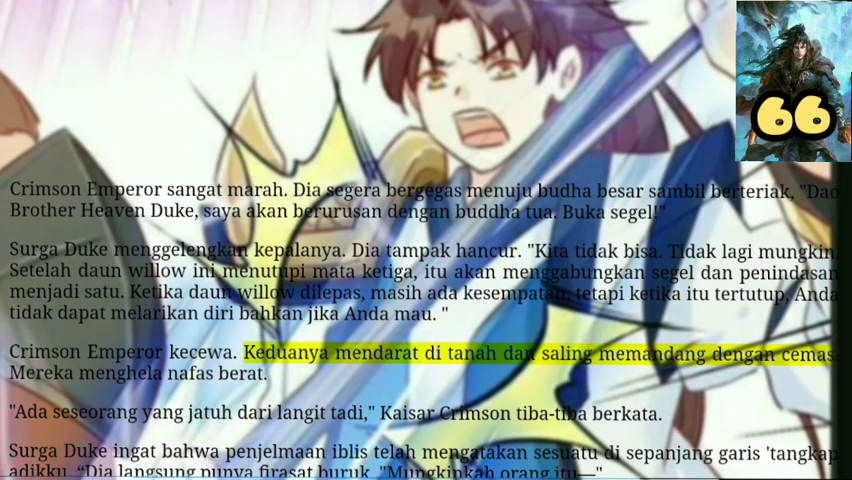 66
Crimson Emperor sangat marah. Dia segera bergegas menuju budha besar sambil berteriak, "Dao
Brother Heaven Duke, saya akan berurusan dengan buddha tua. Buka segel!"
Surga Duke menggelengkan kepalanya. Dia tampak hancur. "Kita tidak bisa. Tidak lagi mungkin.
Setelah daun willow ini menutupi mata ketiga, itu akan menggabungkan segel dan penindasan
menjadi satu. Ketika daun willow dilepas, masih ada kesempatan, tetapi ketika itu tertutup, Anda
tidak dapat melarikan diri bahkan jika Anda mau. "
Crimson Emperor kecewa. Keduanya mendarat di tanah dan saling memandang dengan cemas.
Mereka menghela nafas berat.
"Ada seseorang yang jatuh dari langit tadi," Kaisar Crimson tiba-tiba berkata.
Surga Duke ingat bahwa penjelmaan iblis telah mengatakan sesuatu di sepanjang garis 'tangkap
adikku. “Dia langsung punya firasat buruk. "Mungkinkah orang itu—"